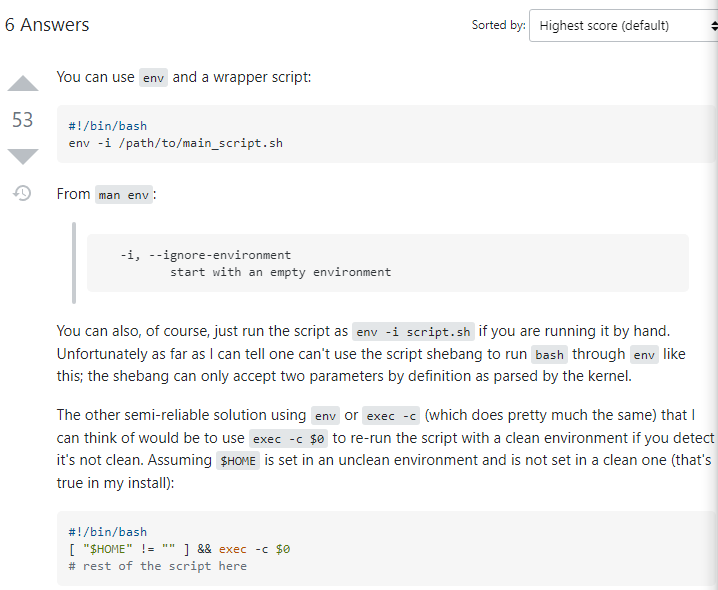 6 Answers
Sorted by: Highest score (default)
You can use env and a wrapper script:
53
#!/bin/bash
env -i /path/to/main_script.sh
From man env:
-i, --ignore-environment
start with an empty environment
You can also, of course, just run the script as env -i script.sh if you are running it by hand.
Unfortunately as far as I can tell one can't use the script shebang to run bash through env like
this; the shebang can only accept two parameters by definition as parsed by the kernel.
The other semi-reliable solution using env or exec -c (which does pretty much the same) that I
can think of would be to use exec -c $0 to re-run the script with a clean environment if you detect
it's not clean. Assuming $HOME is set in an unclean environment and is not set in a clean one (that's
true in my install):
#!/bin/bash
[ "$HOME" != "" ] && exec -c $0
# rest of the script here